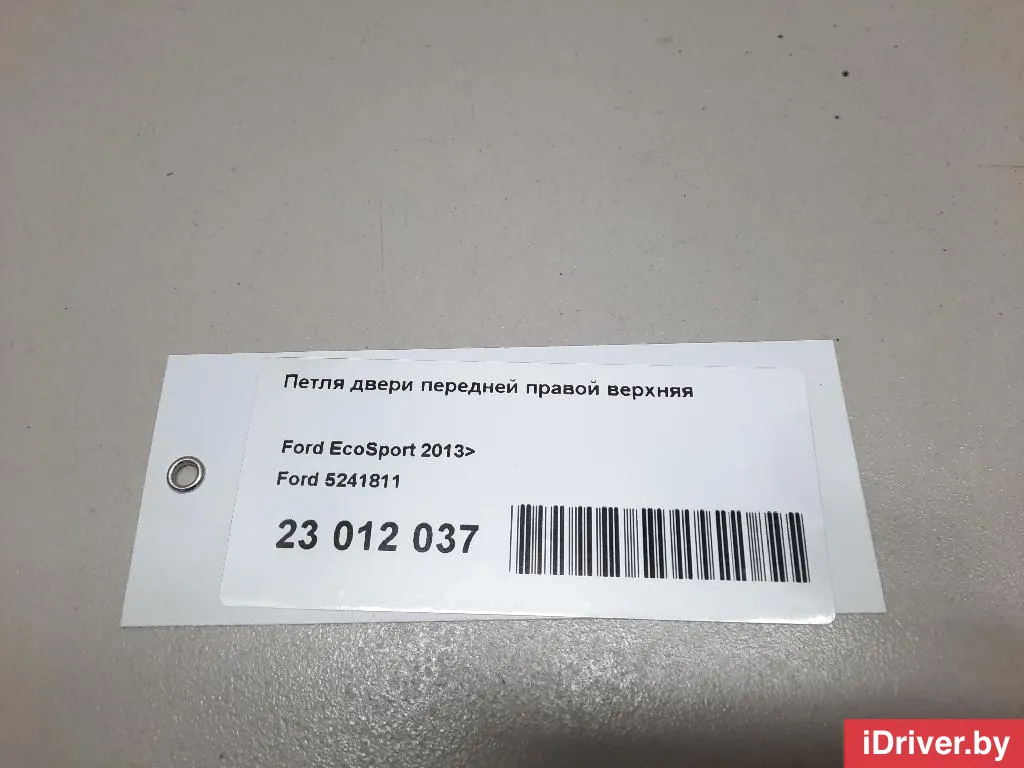 Петля двери передней правой верхняя
Ford EcoSport 2013>
Ford 5241811
23 012 037
iDriver.by